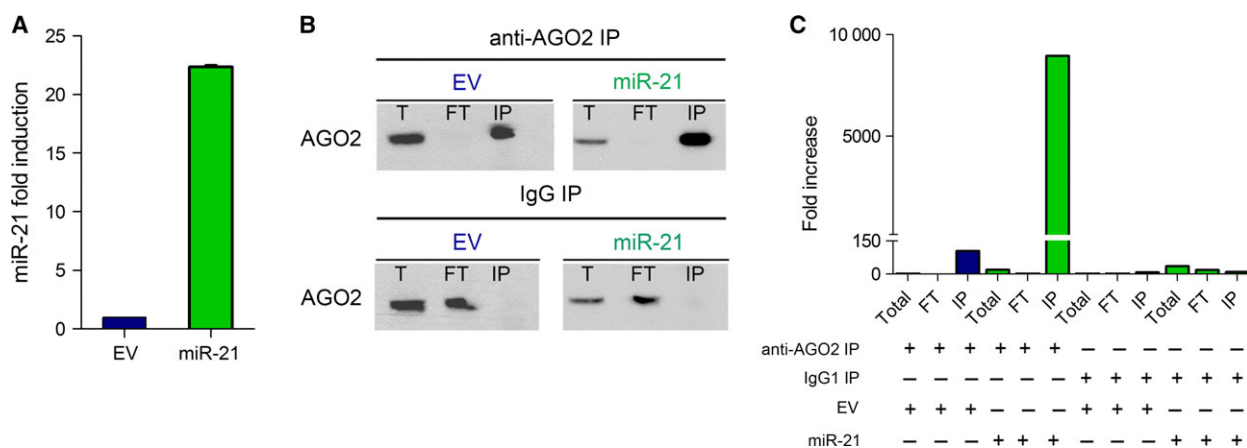 A
miR-21 fold induction
25
20
15
10
5
0
EV miR-21
B
anti-AGO2 IP
EV miR-21
T FT IP T FT IP
AGO2
IgG IP
EV miR-21
T FT IP T FT IP
AGO2
C
Fold increase
10 000
5000
150
0
Total FT IP Total FT IP Total FT IP Total FT IP
anti-AGO2 IP + + + + + + – – – – – –
IgG1 IP – – – – – – + + + + + +
EV + + + – – – + + + – – –
miR-21 – – – + + + – – – + + +